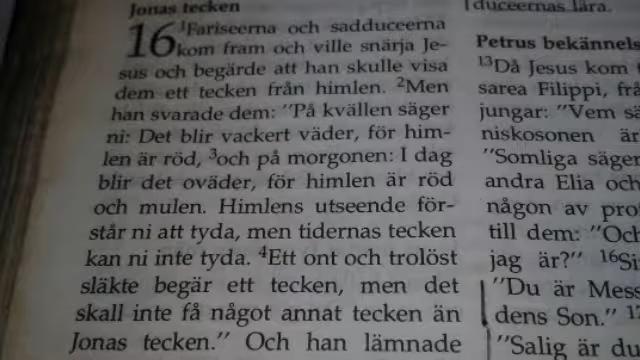 Jonas tecken
16 ¹Fariseerna och sadduceerna
kom fram och ville snärja Je-
sus och begärde att han skulle visa
dem ett tecken från himlen. ²Men
han svarade dem: "På kvällen säger
ni: Det blir vackert väder, för him-
len är röd, ³och på morgonen: I dag
blir det oväder, för himlen är röd
och mulen. Himlens utseende för-
står ni att tyda, men tidernas tecken
kan ni inte tyda. ⁴Ett ont och trolöst
släkte begär ett tecken, men det
skall inte få något annat tecken än
Jonas tecken." Och han lämnade
duceernas lära.
Petrus bekännels
¹³Då Jesus kom
sarea Filippi, frå
jungar: "Vem sä
niskosonen är
"Somliga säger
andra Elia och
någon av pro
till dem: "Och
jag är?" ¹⁶Si
"Du är Mess
dens Son." ¹⁷
"Salig är du